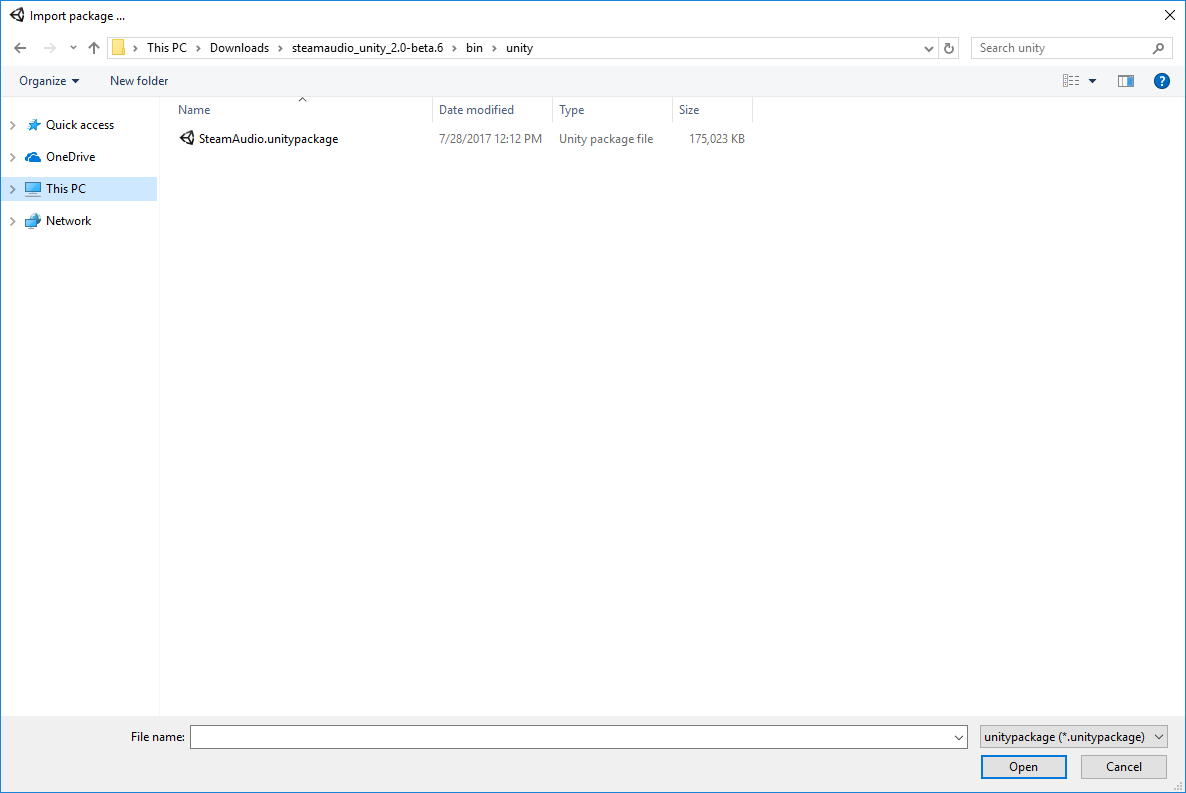 Import package ...
This PC Downloads steamaudio_unity_2.0-beta.6 bin unity Search unity
Organize New folder ?
Name Date modified Type Size
SteamAudio.unitypackage 7/28/2017 12:12 PM Unity package file 175,023 KB
Quick access
OneDrive
This PC
Network
File name: unitypackage (*.unitypackage)
Open Cancel